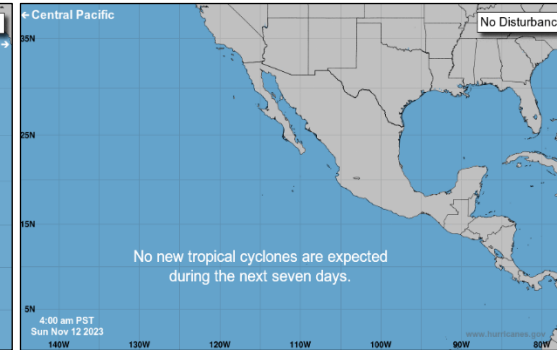 ←Central Pacific
No Disturbanc
35N
25N
No new tropical cyclones are expected
during the next seven days.
15N
5N
4:00 am PST
Sun Nov 12 2023
www.hurricanes.gov
140W 130W 120W 110W 100W 90W 80W